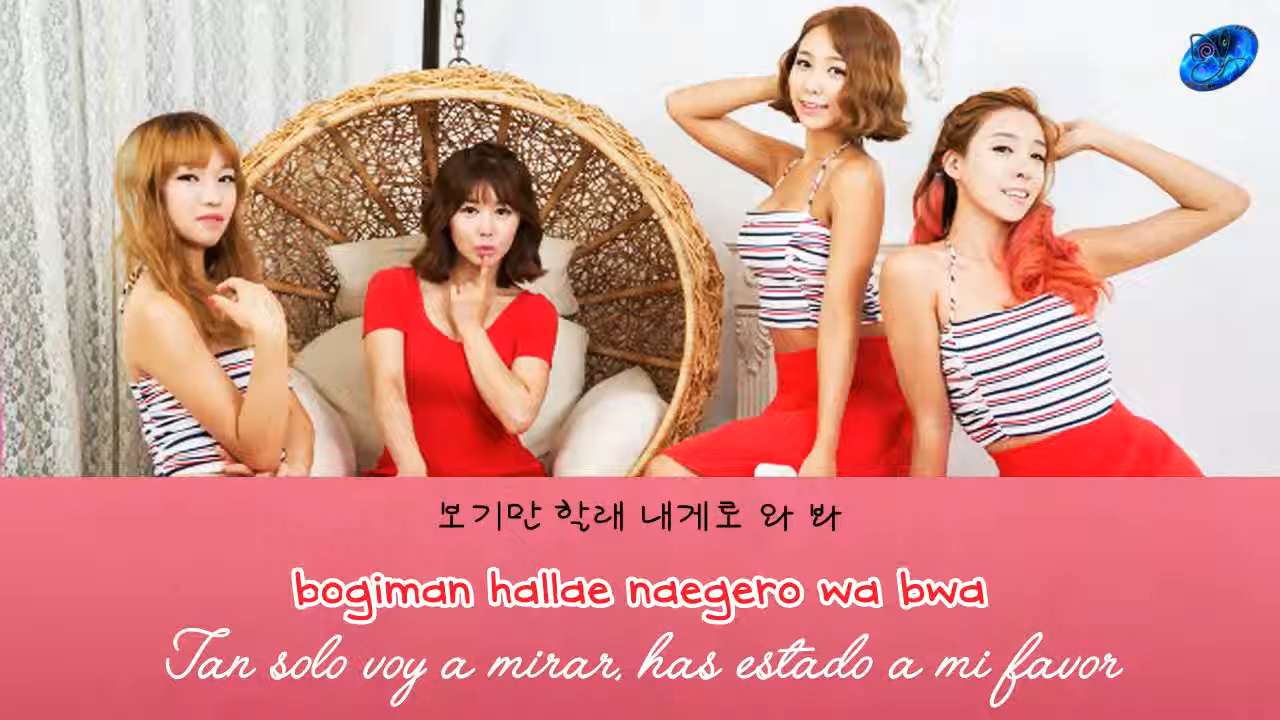 보기만 할래 내게로 와 봐
bogiman hallae naegero wa bwa
Tan solo voy a mirar, has estado a mi favor